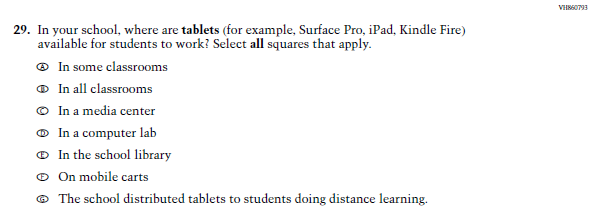 VH860793
29. In your school, where are tablets (for example, Surface Pro, iPad, Kindle Fire)
available for students to work? Select all squares that apply.
Ⓐ In some classrooms
Ⓑ In all classrooms
Ⓒ In a media center
Ⓓ In a computer lab
Ⓔ In the school library
Ⓕ On mobile carts
Ⓖ The school distributed tablets to students doing distance learning.